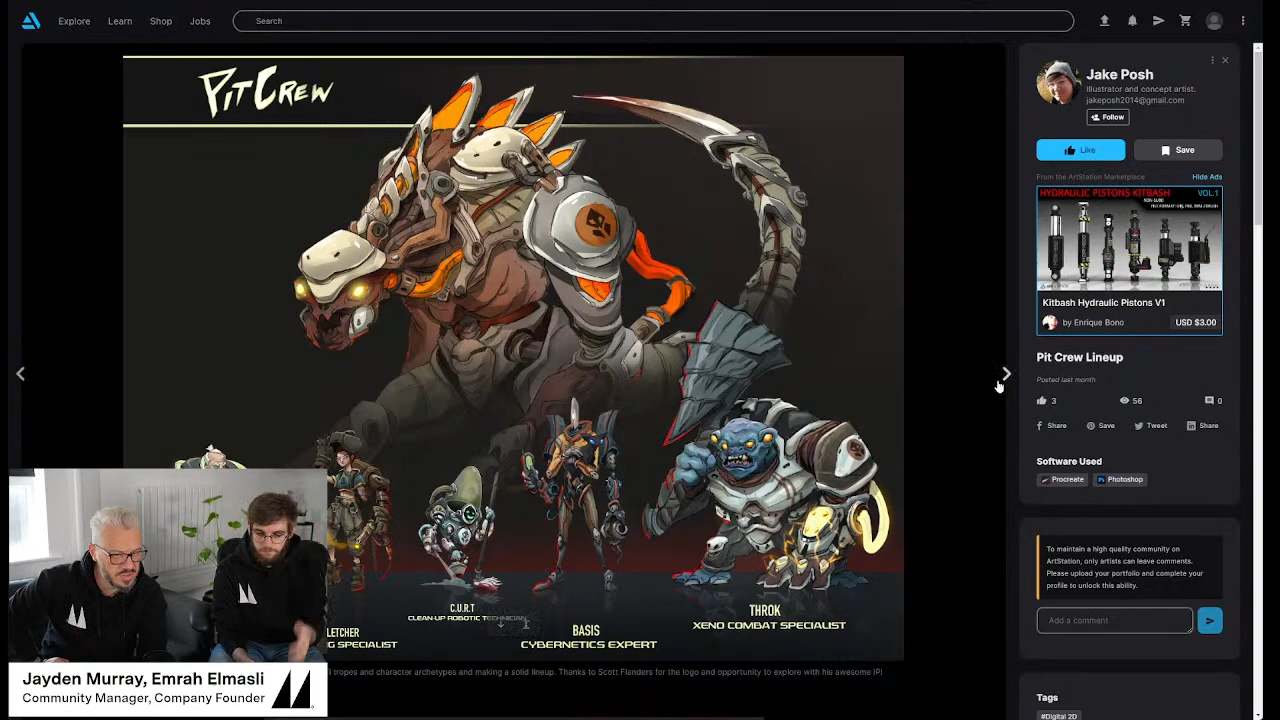 Explore
Learn
Shop
Jobs
Search
PIT CREW
Jake Posh
Illustrator and concept artist.
jakeposh2014@gmail.com
Follow
Like
Save
From the ArtStation Marketplace
Hide Ads
HYDRAULIC PISTONS KITBASH
VOL.1
Kitbash Hydraulic Pistons V1
by Enrique Bono
USD $3.00
Pit Crew Lineup
Posted last month
3
56
0
Share
Save
Tweet
Share
Software Used
Procreate
Photoshop
To maintain a high quality community on
ArtStation, only artists can leave comments.
Please upload your portfolio and complete your
profile to unlock this ability.
Add a comment
Tags
#Digital 2D
LETCHER
G SPECIALIST
C.U.R.T
CLEAN-UP ROBOTIC TECHNICIAN
BASIS
CYBERNETICS EXPERT
THROK
XENO COMBAT SPECIALIST
tropes and character archetypes and making a solid lineup. Thanks to Scott Flanders for the logo and opportunity to explore with his awesome IP!
Jayden Murray, Emrah Elmasli
Community Manager, Company Founder